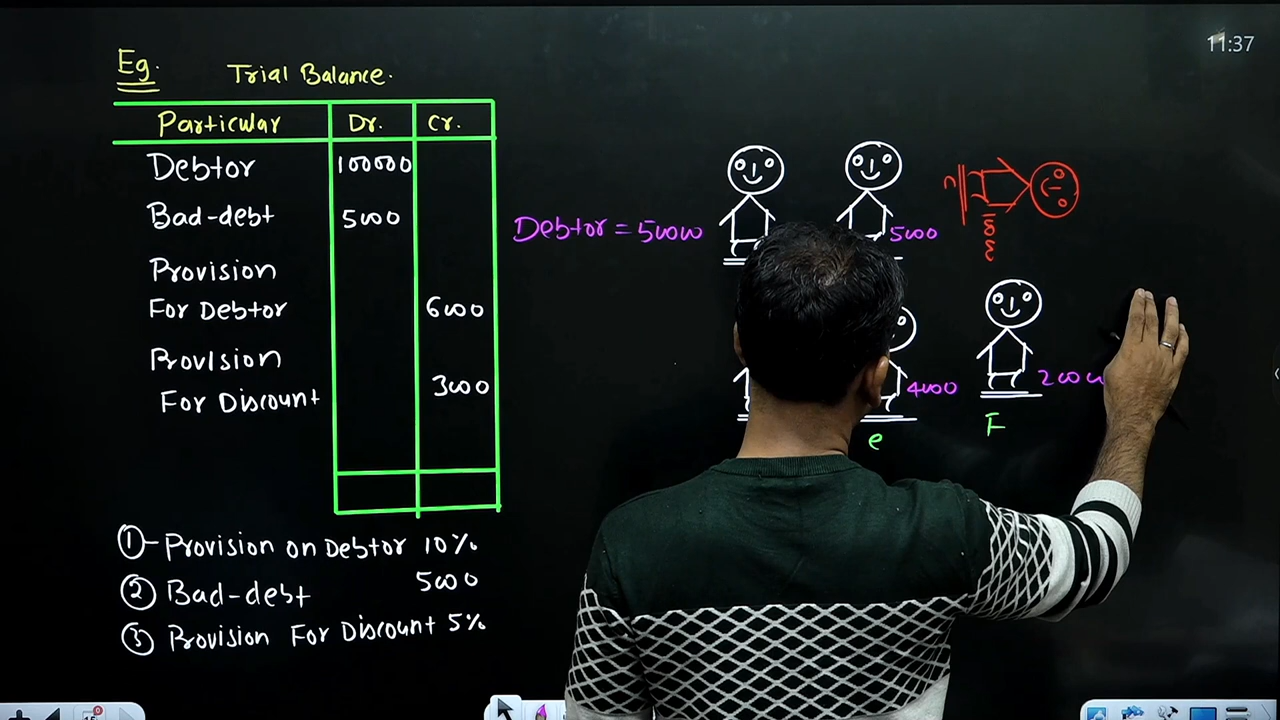 11:37
Eg. Trial Balance.
Particular Dr. Cr.
Debtor 100000
Bad-debt 5000
Provision
For Debtor 6000
Provision
For Discount 3000
① Provision on Debtor 10%
② Bad-debt 5000
③ Provision For Discount 5%
Debtor = 50000
5000
4000
e
F